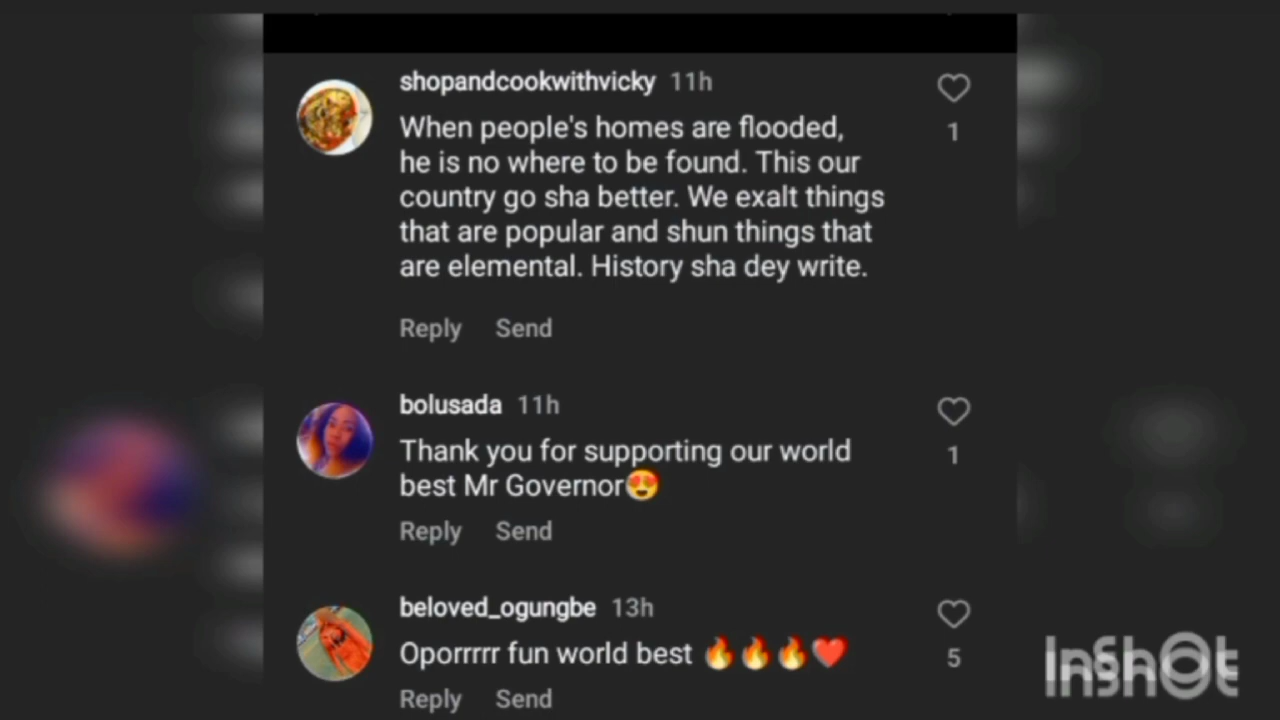 shopandcookwithvicky 11h
When people's homes are flooded,
he is no where to be found. This our
country go sha better. We exalt things
that are popular and shun things that
are elemental. History sha dey write.
1
Reply Send
bolusada 11h
Thank you for supporting our world
best Mr Governor😍
1
Reply Send
beloved_ogungbe 13h
Oporrrrr fun world best 🔥🔥🔥❤️
5
Reply Send
InShOt